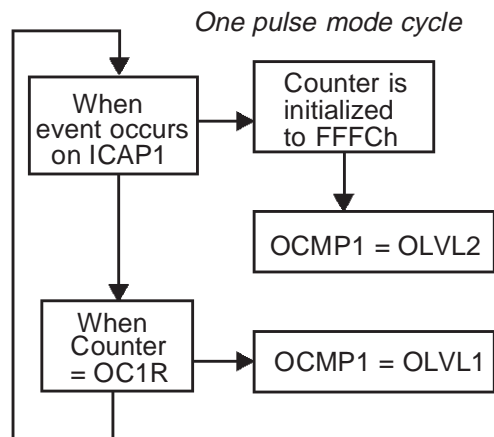 One pulse mode cycle
When
event occurs
on ICAP1
Counter is
initialized
to FFFCh
OCMP1 = OLVL2
When
Counter
= OC1R
OCMP1 = OLVL1